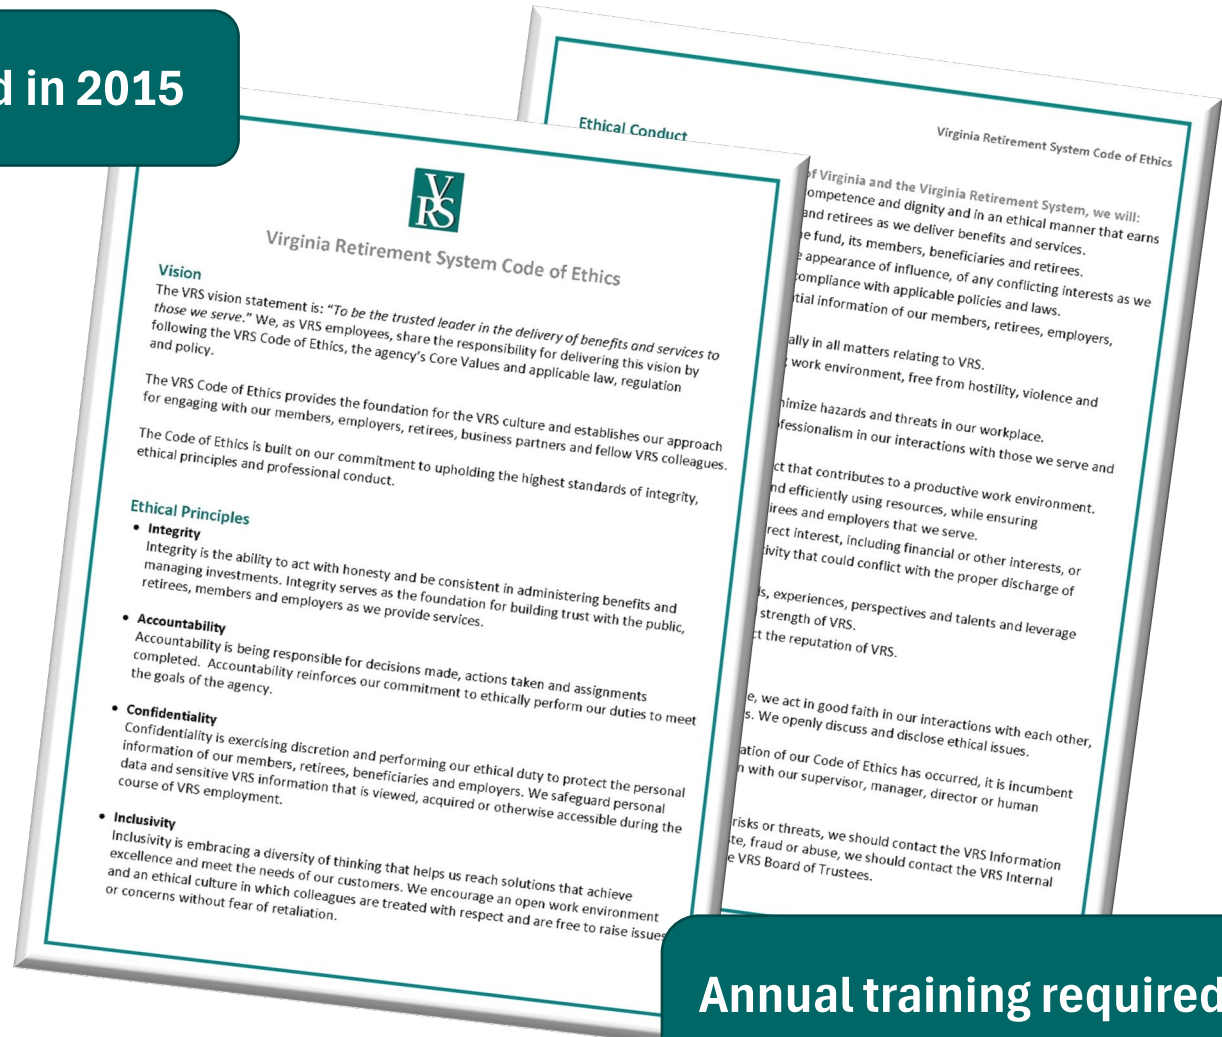 d in 2015
VRS
Virginia Retirement System Code of Ethics
Vision
The VRS vision statement is: “To be the trusted leader in the delivery of benefits and services to
those we serve.” We, as VRS employees, share the responsibility for delivering this vision by
following the VRS Code of Ethics, the agency’s Core Values and applicable law, regulation
and policy.
The VRS Code of Ethics provides the foundation for the VRS culture and establishes our approach
for engaging with our members, employers, retirees, business partners and fellow VRS colleagues.
The Code of Ethics is built on our commitment to upholding the highest standards of integrity,
ethical principles and professional conduct.
Ethical Principles
• Integrity
Integrity is the ability to act with honesty and be consistent in administering benefits and
managing investments. Integrity serves as the foundation for building trust with the public,
retirees, members and employers as we provide services.
• Accountability
Accountability is being responsible for decisions made, actions taken and assignments
completed. Accountability reinforces our commitment to ethically perform our duties to meet
the goals of the agency.
• Confidentiality
Confidentiality is exercising discretion and performing our ethical duty to protect the personal
information of our members, retirees, beneficiaries and employers. We safeguard personal
data and sensitive VRS information that is viewed, acquired or otherwise accessible during the
course of VRS employment.
• Inclusivity
Inclusivity is embracing a diversity of thinking that helps us reach solutions that achieve
excellence and meet the needs of our customers. We encourage an open work environment
and an ethical culture in which colleagues are treated with respect and are free to raise issues
or concerns without fear of retaliation.
Virginia Retirement System Code of Ethics
Ethical Conduct
of Virginia and the Virginia Retirement System, we will:
ompetence and dignity and in an ethical manner that earns
and retirees as we deliver benefits and services.
e fund, its members, beneficiaries and retirees.
e appearance of influence, of any conflicting interests as we
compliance with applicable policies and laws.
tial information of our members, retirees, employers,
ally in all matters relating to VRS.
work environment, free from hostility, violence and
nimize hazards and threats in our workplace.
fessionalism in our interactions with those we serve and
ct that contributes to a productive work environment.
nd efficiently using resources, while ensuring
irees and employers that we serve.
rect interest, including financial or other interests, or
tivity that could conflict with the proper discharge of
ls, experiences, perspectives and talents and leverage
strength of VRS.
ct the reputation of VRS.
e, we act in good faith in our interactions with each other,
s. We openly discuss and disclose ethical issues.
ation of our Code of Ethics has occurred, it is incumbent
n with our supervisor, manager, director or human
risks or threats, we should contact the VRS Information
te, fraud or abuse, we should contact the VRS Internal
e VRS Board of Trustees.
Annual training required